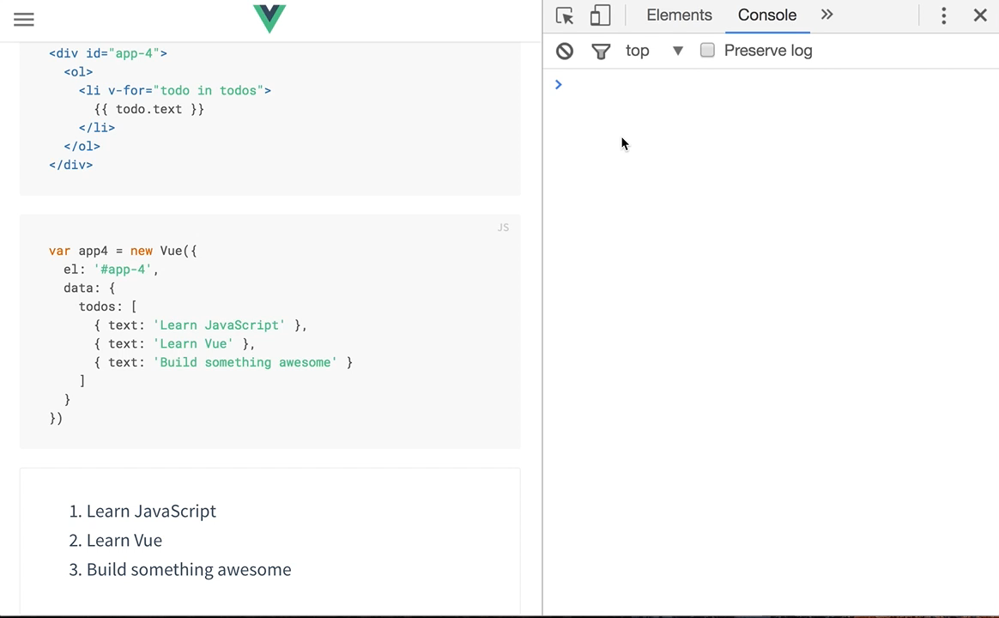 <div id="app-4">
  <ol>
    <li v-for="todo in todos">
      {{ todo.text }}
    </li>
  </ol>
</div>
JS
var app4 = new Vue({
  el: '#app-4',
  data: {
    todos: [
      { text: 'Learn JavaScript' },
      { text: 'Learn Vue' },
      { text: 'Build something awesome' }
    ]
  }
})
1. Learn JavaScript
2. Learn Vue
3. Build something awesome
Elements Console »
top ▼ Preserve log
>